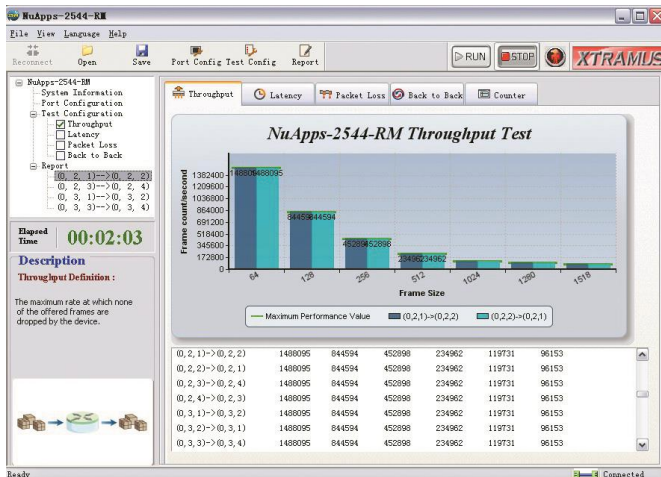 NuApps-2544-RM
File View Language Help
Reconnect Open Save Port Config Test Config Report RUN STOP XTRAMUS
NuApps-2544-RM
System Information
Port Configuration
Test Configuration
Throughput
Latency
Packet Loss
Back to Back
Report
(0, 2, 1)-->(0, 2, 2)
(0, 2, 3)-->(0, 2, 4)
(0, 3, 1)-->(0, 3, 2)
(0, 3, 3)-->(0, 3, 4)
Elapsed Time 00:02:03
Description
Throughput Definition :
The maximum rate at which none
of the offered frames are
dropped by the device.
Throughput Latency Packet Loss Back to Back Counter
NuApps-2544-RM Throughput Test
Frame count/second
1382400
1209600
1036800
864000
691200
518400
345600
172800
0
1488095
844594 844594
452898 452898
234962 234962
64 128 256 512 1024 1280 1518
Frame Size
Maximum Performance Value (0,2,1)->(0,2,2) (0,2,2)->(0,2,1)
(0, 2, 1)->(0, 2, 2) 1488095 844594 452898 234962 119731 96153
(0, 2, 2)->(0, 2, 1) 1488095 844594 452898 234962 119731 96153
(0, 2, 3)->(0, 2, 4) 1488095 844594 452898 234962 119731 96153
(0, 2, 4)->(0, 2, 3) 1488095 844594 452898 234962 119731 96153
(0, 3, 1)->(0, 3, 2) 1488095 844594 452898 234962 119731 96153
(0, 3, 2)->(0, 3, 1) 1488095 844594 452898 234962 119731 96153
(0, 3, 3)->(0, 3, 4) 1488095 844594 452898 234962 119731 96153
Ready Connected